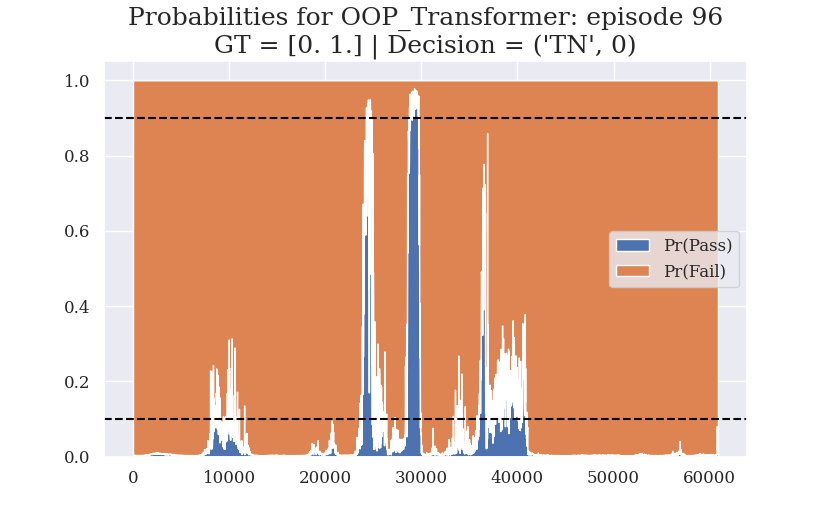 Probabilities for OOP_Transformer: episode 96
GT = [0. 1.] | Decision = ('TN', 0)
1.0
0.8
0.6
0.4
0.2
0.0
Pr(Pass)
Pr(Fail)
0 10000 20000 30000 40000 50000 60000